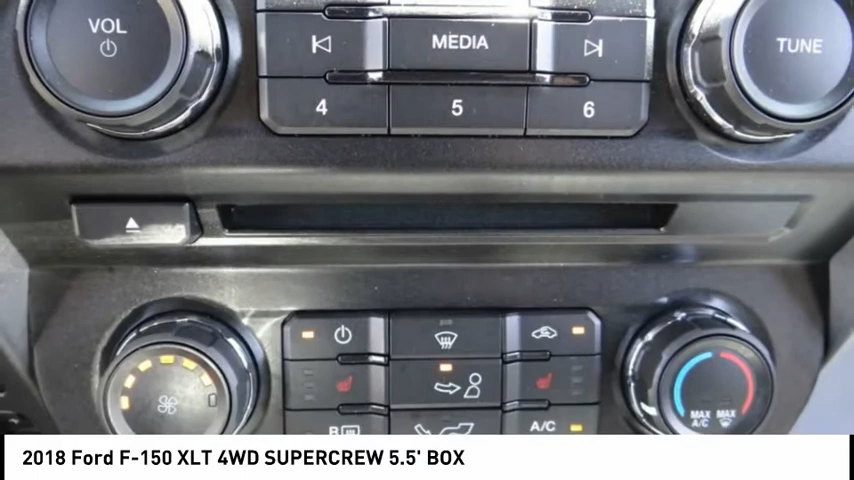 VOL
MEDIA
TUNE
4 5 6
MAX A/C MAX
R A/C
2018 Ford F-150 XLT 4WD SUPERCREW 5.5' BOX